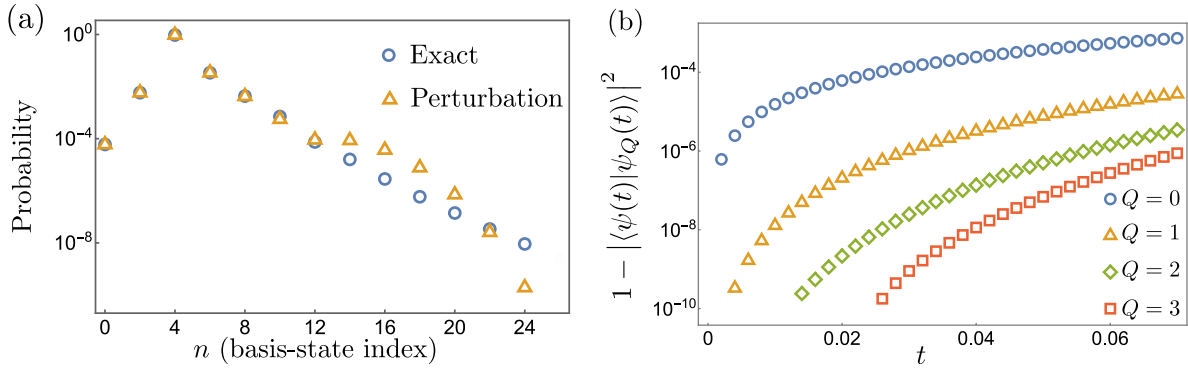 (a)
Probability
10^0
10^-4
10^-8
Exact
Perturbation
0 4 8 12 16 20 24
n (basis-state index)
(b)
1 − |⟨ψ(t)|ψ_Q(t)⟩|^2
10^-4
10^-6
10^-8
10^-10
Q = 0
Q = 1
Q = 2
Q = 3
0 0.02 0.04 0.06
t